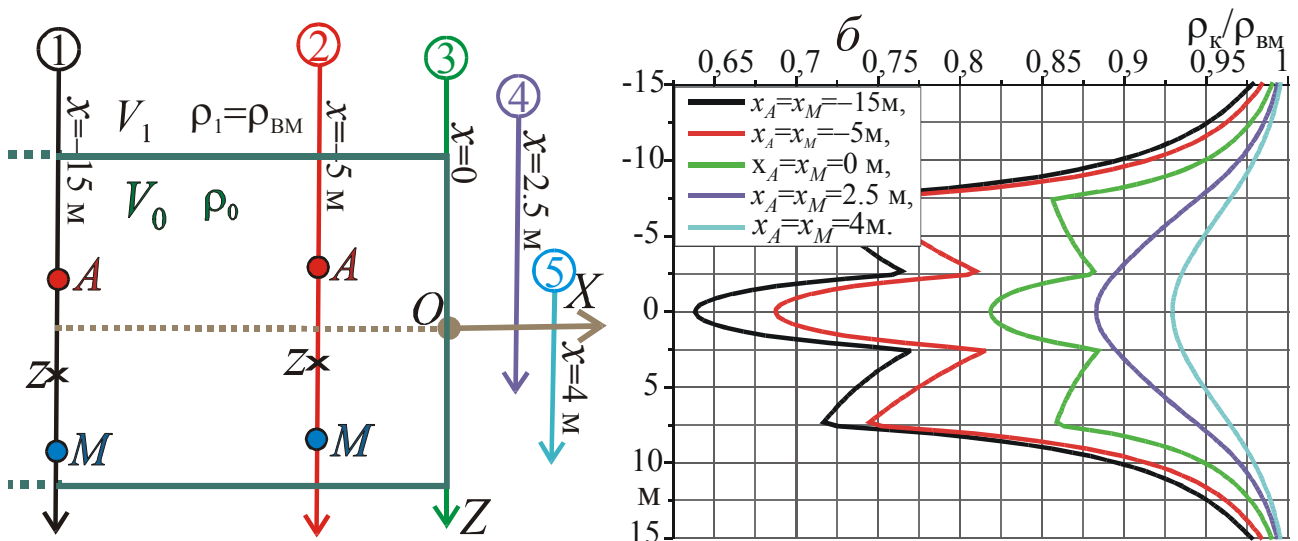 1
2
3
4
5
x=–15 м
V₁
ρ₁=ρВМ
x=–5 м
x=0
x=2.5 м
x=4 м
V₀ ρ₀
A
A
O
X
z
z
M
M
Z
б
ρк/ρвм
0,65 0,7 0,75 0,8 0,85 0,9 0,95 1
-15
-10
-5
0
5
10
м
15
xA=xM=–15м,
xA=xM=–5м,
xA=xM=0 м,
xA=xM=2.5 м,
xA=xM=4м.